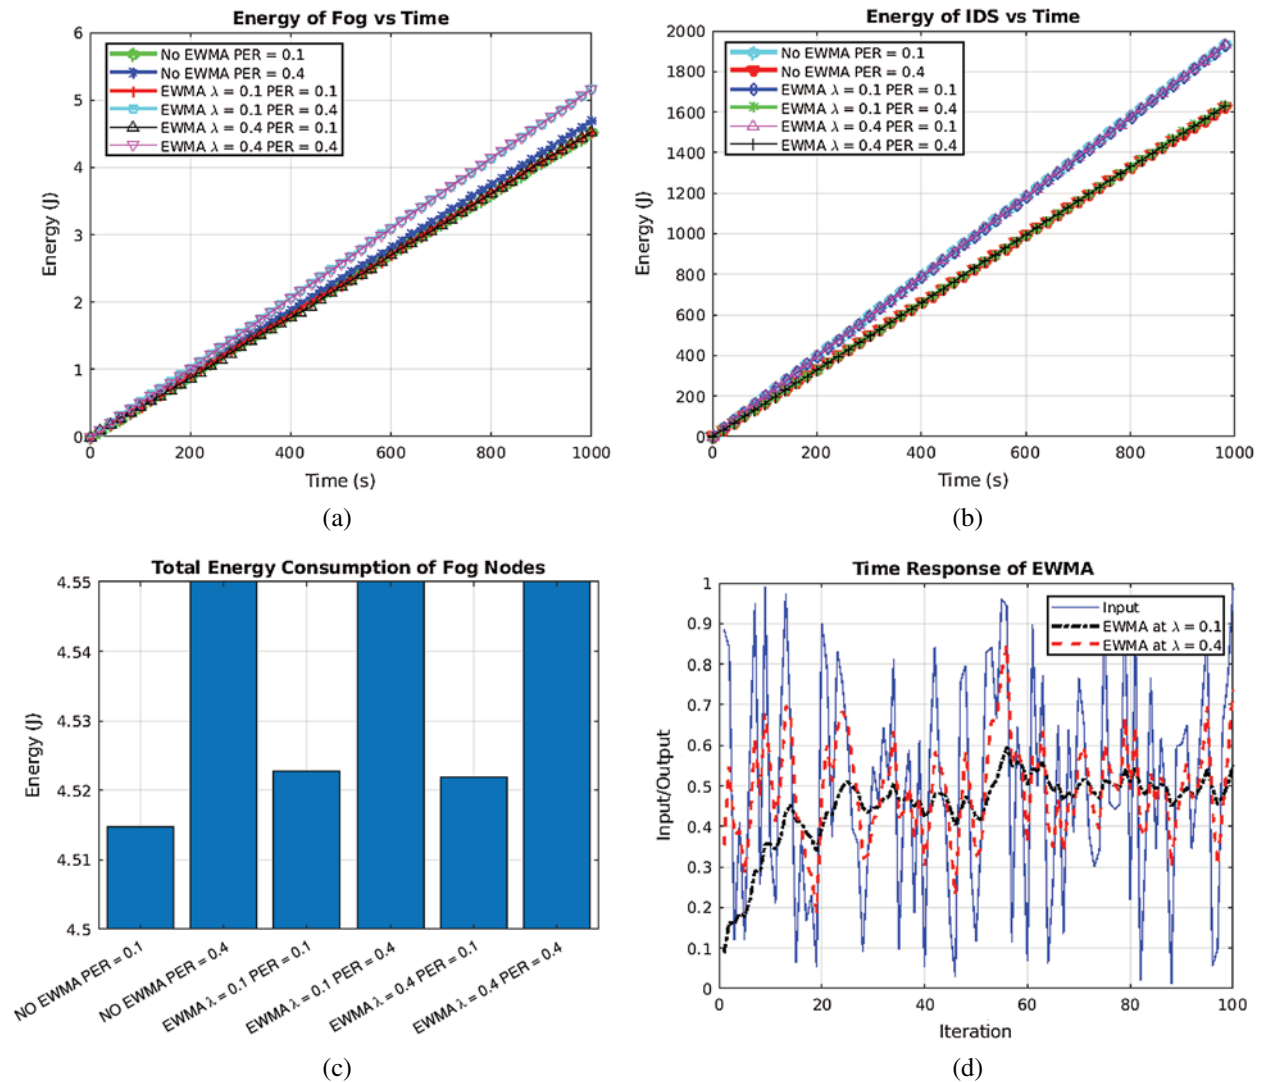 Energy of Fog vs Time
6
5
4
3
2
1
0
Energy (J)
No EWMA PER = 0.1
No EWMA PER = 0.4
EWMA λ = 0.1 PER = 0.1
EWMA λ = 0.1 PER = 0.4
EWMA λ = 0.4 PER = 0.1
EWMA λ = 0.4 PER = 0.4
0 200 400 600 800 1000
Time (s)
(a)
Energy of IDS vs Time
2000
1800
1600
1400
1200
1000
800
600
400
200
0
Energy (J)
No EWMA PER = 0.1
No EWMA PER = 0.4
EWMA λ = 0.1 PER = 0.1
EWMA λ = 0.1 PER = 0.4
EWMA λ = 0.4 PER = 0.1
EWMA λ = 0.4 PER = 0.4
0 200 400 600 800 1000
Time (s)
(b)
Total Energy Consumption of Fog Nodes
4.55
4.54
4.53
4.52
4.51
4.5
Energy (J)
NO EWMA PER = 0.1
NO EWMA PER = 0.4
EWMA λ = 0.1 PER = 0.1
EWMA λ = 0.1 PER = 0.4
EWMA λ = 0.4 PER = 0.1
EWMA λ = 0.4 PER = 0.4
(c)
Time Response of EWMA
1
0.9
0.8
0.7
0.6
0.5
0.4
0.3
0.2
0.1
0
Input/Output
Input
EWMA at λ = 0.1
EWMA at λ = 0.4
0 20 40 60 80 100
Iteration
(d)